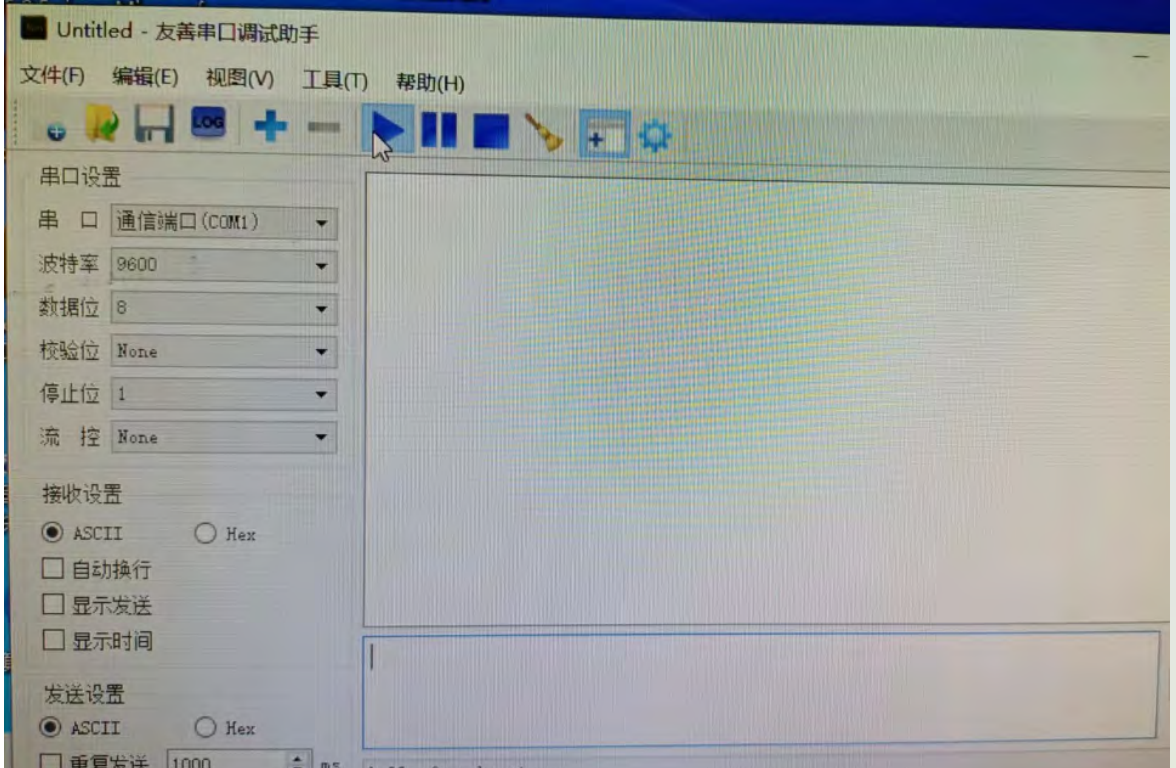 Untitled - 友善串口调试助手
文件(F) 编辑(E) 视图(V) 工具(T) 帮助(H)
LOG
串口设置
串 口 通信端口(COM1)
波特率 9600
数据位 8
校验位 None
停止位 1
流 控 None
接收设置
ASCII Hex
自动换行
显示发送
显示时间
发送设置
ASCII Hex
重复发送 1000 ms